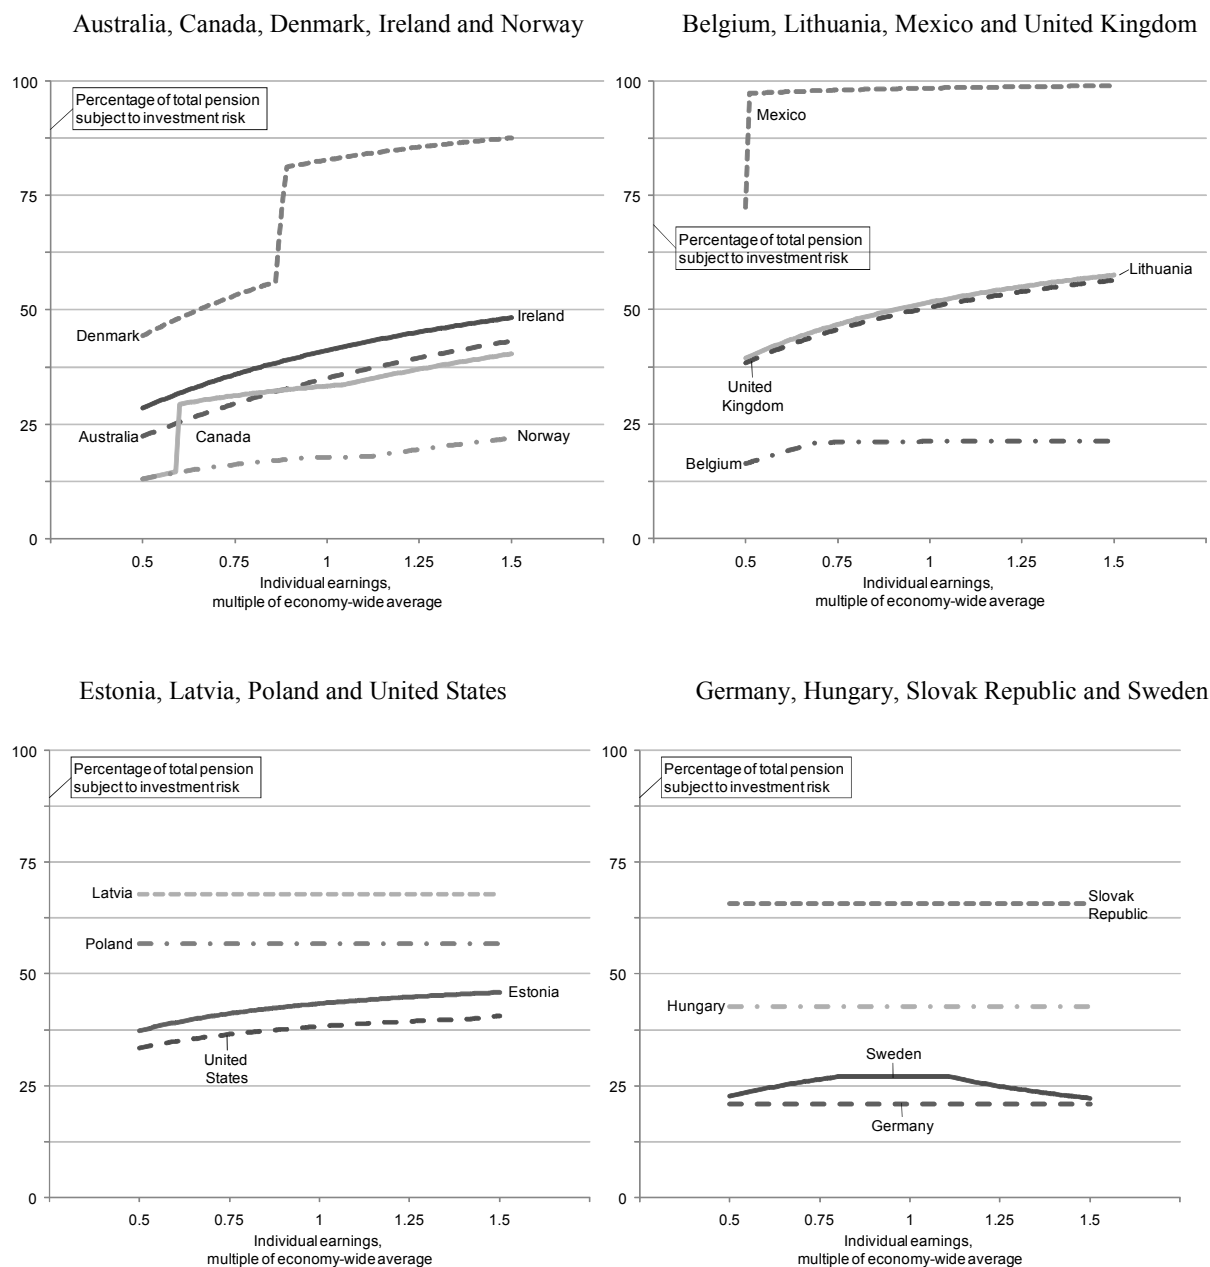 Australia, Canada, Denmark, Ireland and Norway
100
Percentage of total pension
subject to investment risk
75
50
Denmark
Ireland
25
Australia
Canada
Norway
0
0.5
0.75
1
1.25
1.5
Individual earnings,
multiple of economy-wide average
Belgium, Lithuania, Mexico and United Kingdom
100
Mexico
75
Percentage of total pension
subject to investment risk
Lithuania
50
United
Kingdom
25
Belgium
0
0.5
0.75
1
1.25
1.5
Individual earnings,
multiple of economy-wide average
Estonia, Latvia, Poland and United States
100
Percentage of total pension
subject to investment risk
75
Latvia
Poland
50
Estonia
United
States
25
0
0.5
0.75
1
1.25
1.5
Individual earnings,
multiple of economy-wide average
Germany, Hungary, Slovak Republic and Sweden
100
Percentage of total pension
subject to investment risk
75
Slovak
Republic
50
Hungary
Sweden
25
Germany
0
0.5
0.75
1
1.25
1.5
Individual earnings,
multiple of economy-wide average